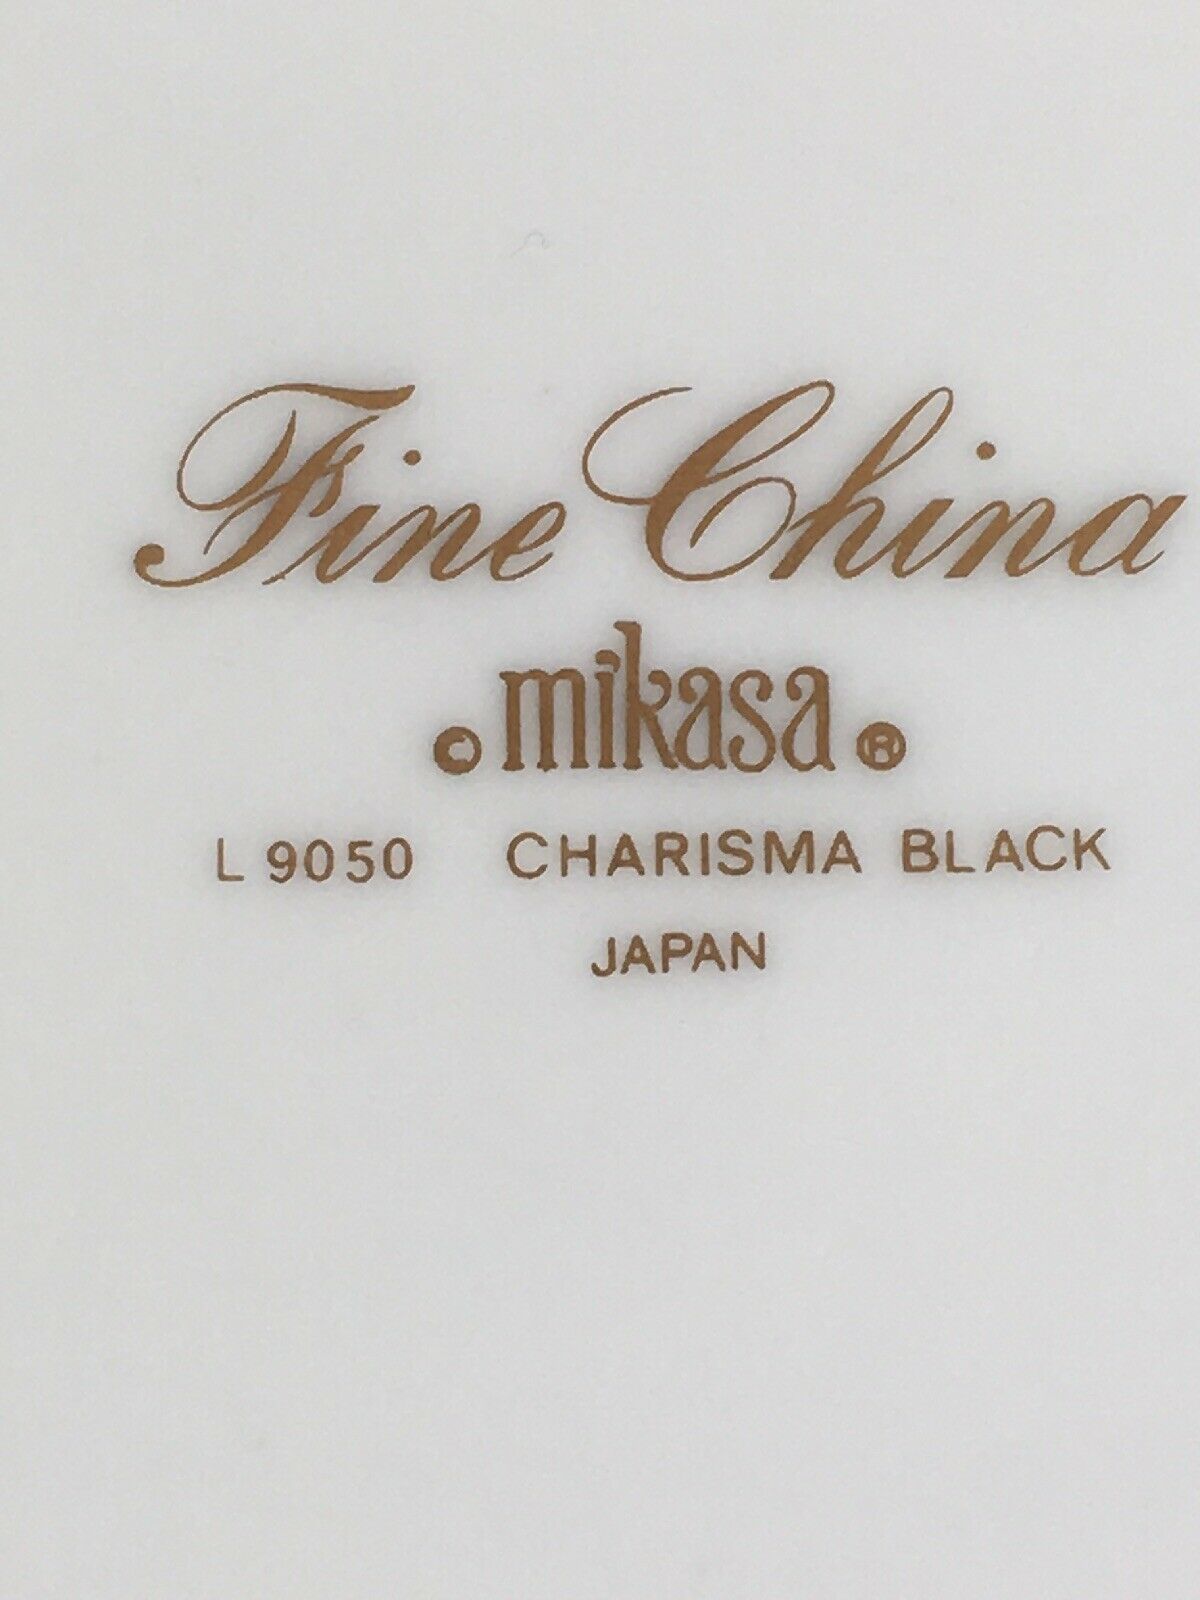 Fine China
© mikasa ®
L 9050 CHARISMA BLACK
JAPAN